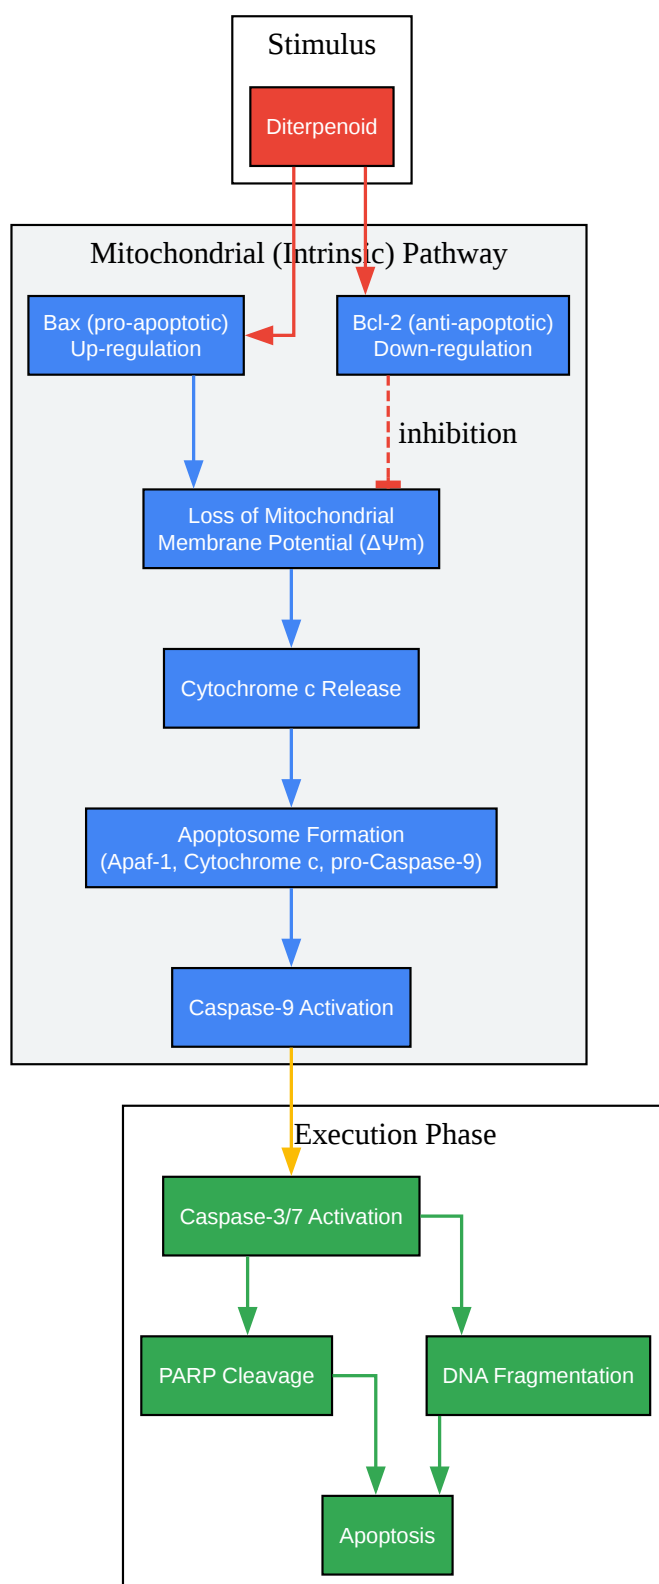 Stimulus
Diterpenoid
Mitochondrial (Intrinsic) Pathway
Bax (pro-apoptotic)
Up-regulation
Bcl-2 (anti-apoptotic)
Down-regulation
inhibition
Loss of Mitochondrial
Membrane Potential (ΔΨm)
Cytochrome c Release
Apoptosome Formation
(Apaf-1, Cytochrome c, pro-Caspase-9)
Caspase-9 Activation
Execution Phase
Caspase-3/7 Activation
PARP Cleavage
DNA Fragmentation
Apoptosis